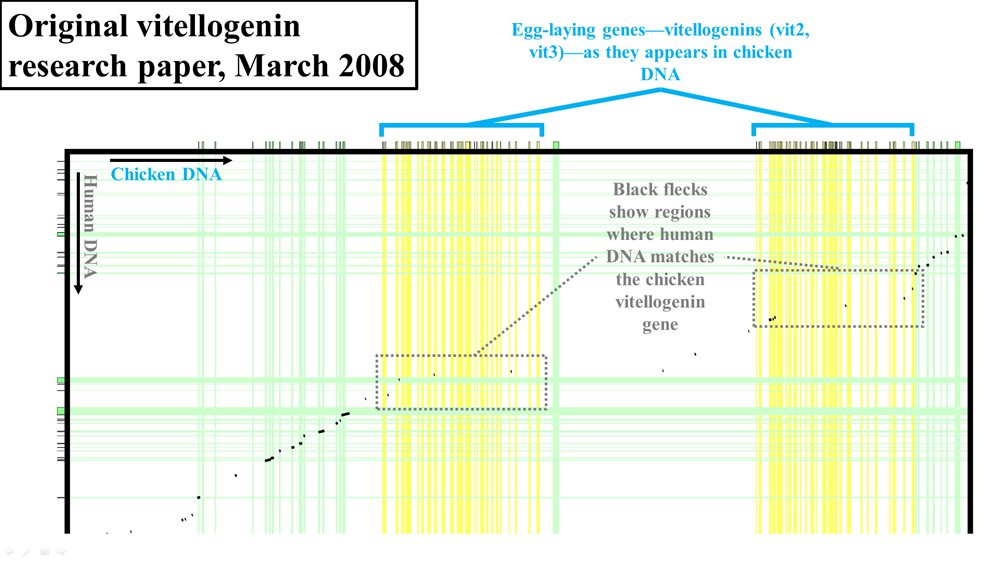 Original vitellogenin
research paper, March 2008
Egg-laying genes—vitellogenins (vit2,
vit3)—as they appears in chicken
DNA
Chicken DNA
Human DNA
Black flecks
show regions
where human
DNA matches
the chicken
vitellogenin
gene